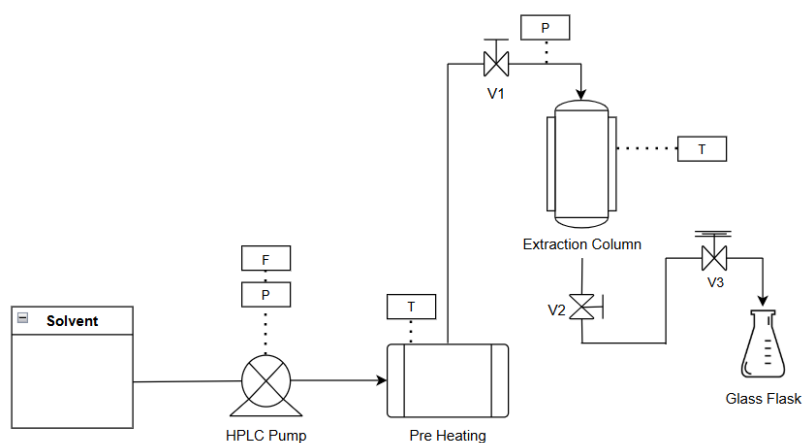 P
V1
T
Extraction Column
F
P
T
V2
V3
Solvent
HPLC Pump
Pre Heating
Glass Flask